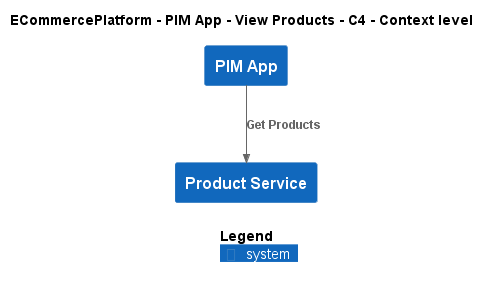 ECommercePlatform - PIM App - View Products - C4 - Context level
PIM App
Get Products
Product Service
Legend
system